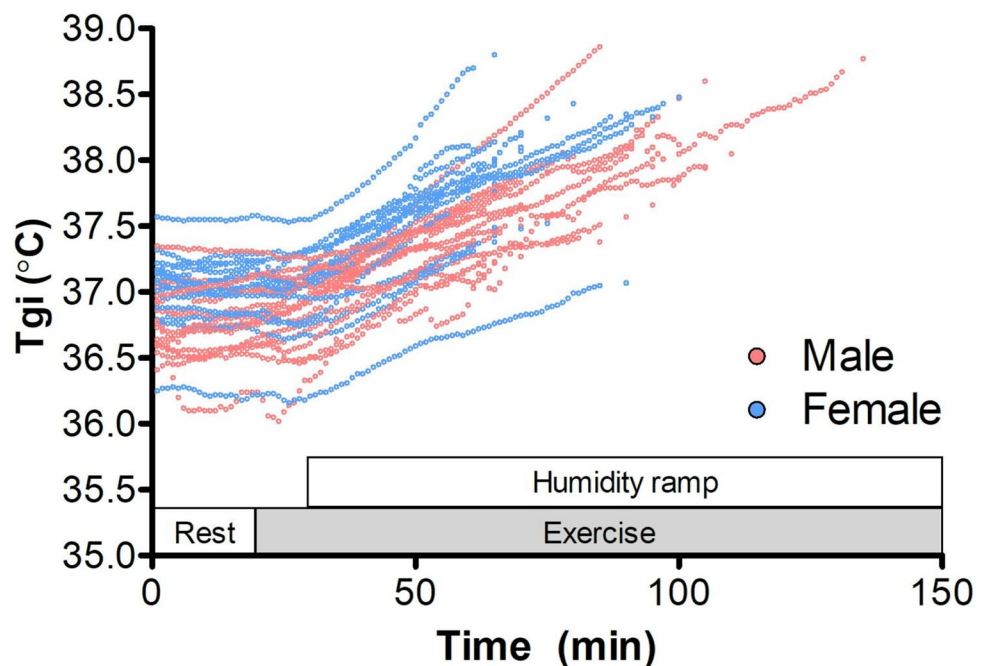 39.0
38.5
38.0
37.5
37.0
36.5
36.0
35.5
35.0
Tgi (°C)
Male
Female
Humidity ramp
Rest
Exercise
0
50
100
150
Time (min)